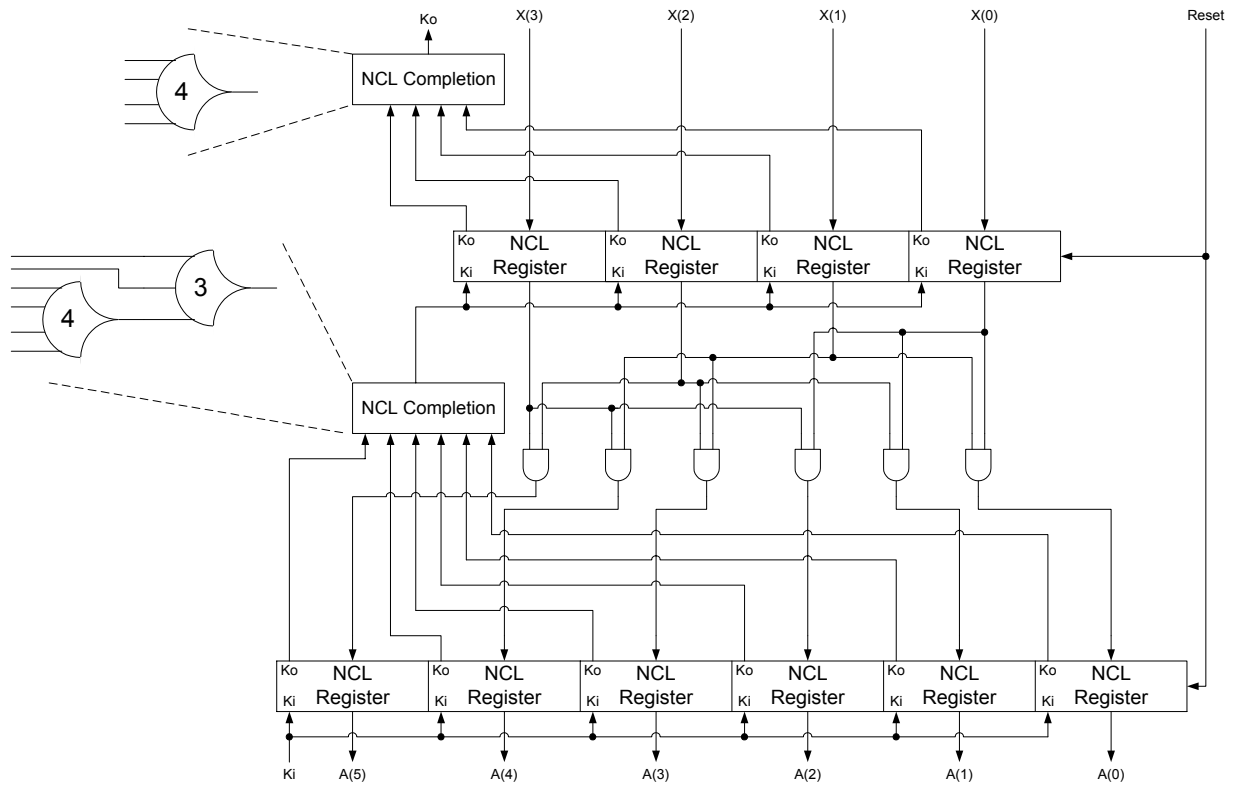 Ko
X(3)
X(2)
X(1)
X(0)
Reset
NCL Completion
4
Ko
NCL
Register
Ki
Ko
NCL
Register
Ki
Ko
NCL
Register
Ki
Ko
NCL
Register
Ki
3
4
NCL Completion
Ko
NCL
Register
Ki
Ko
NCL
Register
Ki
Ko
NCL
Register
Ki
Ko
NCL
Register
Ki
Ko
NCL
Register
Ki
Ko
NCL
Register
Ki
Ki
A(5)
A(4)
A(3)
A(2)
A(1)
A(0)